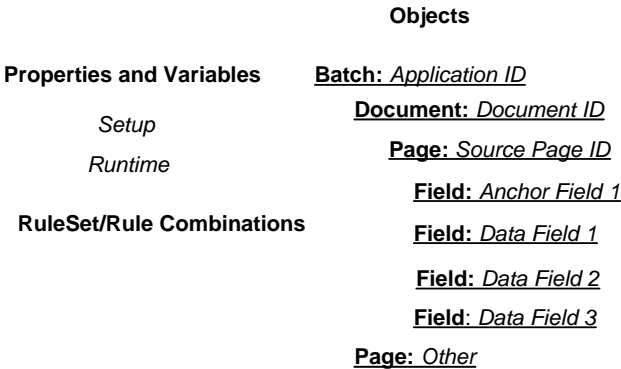 Objects
Properties and Variables
Batch: Application ID
Document: Document ID
Setup
Page: Source Page ID
Runtime
Field: Anchor Field 1
RuleSet/Rule Combinations
Field: Data Field 1
Field: Data Field 2
Field: Data Field 3
Page: Other